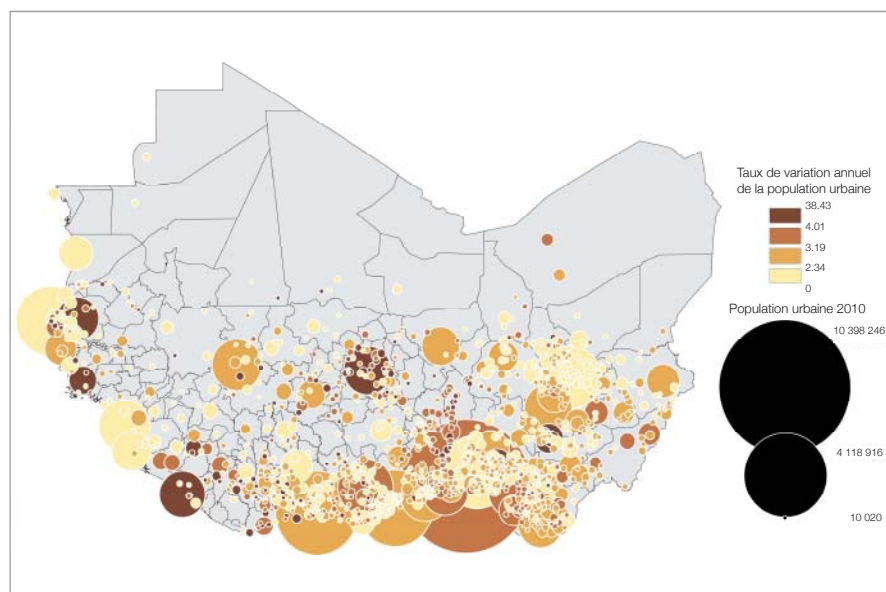 Taux de variation annuel
de la population urbaine
38.43
4.01
3.19
2.34
0
Population urbaine 2010
10 398 246
4 118 916
10 020